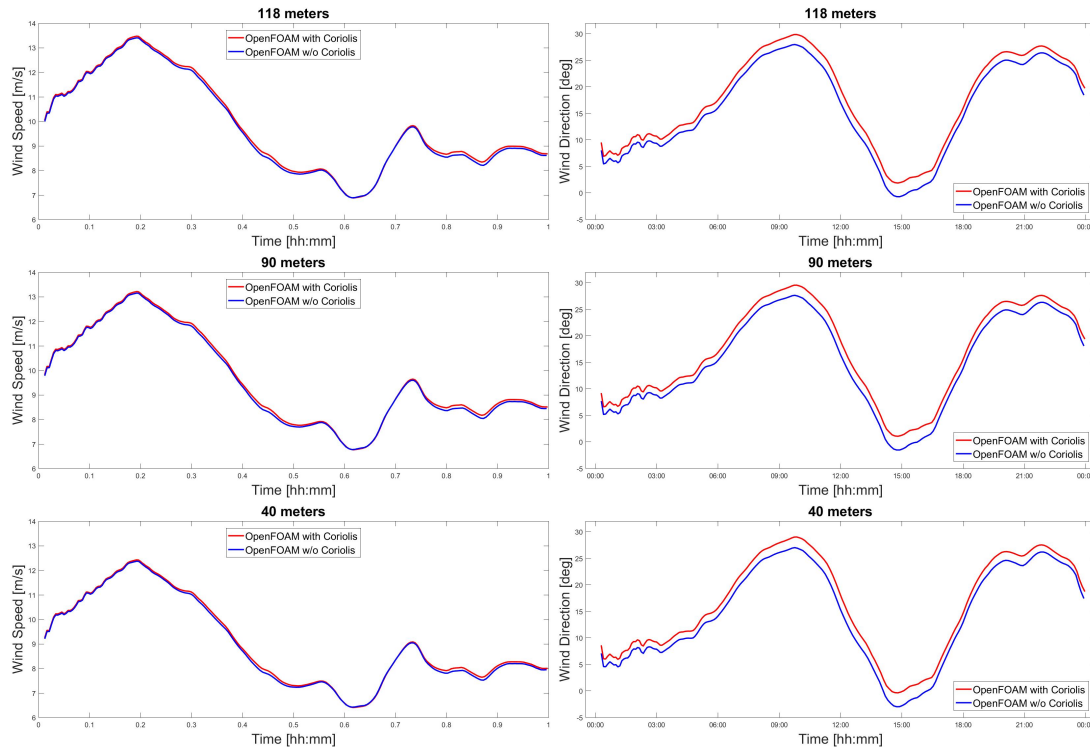 118 meters
Wind Speed [m/s]
14
13
12
11
10
9
8
7
6
OpenFOAM with Coriolis
OpenFOAM w/o Coriolis
0 0.1 0.2 0.3 0.4 0.5 0.6 0.7 0.8 0.9 1
Time [hh:mm]
118 meters
Wind Direction [deg]
30
25
20
15
10
5
0
-5
OpenFOAM with Coriolis
OpenFOAM w/o Coriolis
00:00 03:00 06:00 09:00 12:00 15:00 18:00 21:00 00:0
Time [hh:mm]
90 meters
Wind Speed [m/s]
14
13
12
11
10
9
8
7
6
OpenFOAM with Coriolis
OpenFOAM w/o Coriolis
0 0.1 0.2 0.3 0.4 0.5 0.6 0.7 0.8 0.9 1
Time [hh:mm]
90 meters
Wind Direction [deg]
30
25
20
15
10
5
0
-5
OpenFOAM with Coriolis
OpenFOAM w/o Coriolis
00:00 03:00 06:00 09:00 12:00 15:00 18:00 21:00 00:0
Time [hh:mm]
40 meters
Wind Speed [m/s]
14
13
12
11
10
9
8
7
6
OpenFOAM with Coriolis
OpenFOAM w/o Coriolis
0 0.1 0.2 0.3 0.4 0.5 0.6 0.7 0.8 0.9 1
Time [hh:mm]
40 meters
Wind Direction [deg]
30
25
20
15
10
5
0
-5
OpenFOAM with Coriolis
OpenFOAM w/o Coriolis
00:00 03:00 06:00 09:00 12:00 15:00 18:00 21:00 00:0
Time [hh:mm]